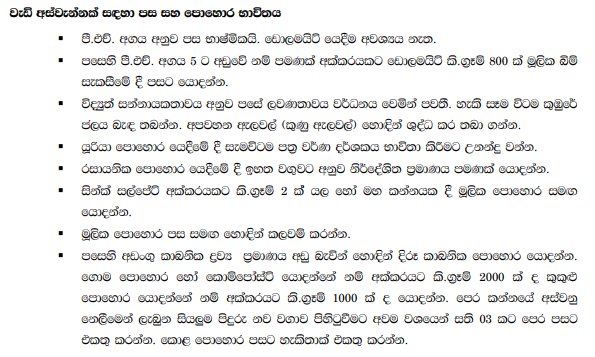 වැඩි අස්වැන්නක් සඳහා පස සහ පොහොර භාවිතය
▪ පී.එච්. අගය අනුව පස භාෂ්මිකයි. ඩොලමයිට් යෙදීම අවශ්‍යය නැත.
▪ පසෙහි පී.එච්. අගය 5 ට අඩුවේ නම් පමණක් අක්කරයකට ඩොලමයිට් කි.ග්‍රෑම් 800 ක් මූලික බිම්
සැකසීමේ දී පසට යොදන්න.
▪ විද්‍යුත් සන්නායකතාවය අනුව පසේ ලවණතාවය වර්ධනය වෙමින් පවතී. හැකි සෑම විටම කුඹුරේ
ජලය බැඳ තබන්න. අපවහන ඇලවල් (කුණු ඇලවල්) හොඳින් ශුද්ධ කර තබා ගන්න.
▪ යූරියා පොහොර යෙදීමේ දී සැමවිටම පත්‍ර වර්ණ දර්ශකය භාවිතා කිරීමට උනන්දු වන්න.
▪ රසායනික පොහොර යෙදීමේ දී ඉහත වගුවට අනුව නිර්දේශිත ප්‍රමාණය පමණක් යොදන්න.
▪ සින්ක් සල්පේට් අක්කරයකට කි.ග්‍රෑම් 2 ක් යල හෝ මහ කන්නයක දී මූලික පොහොර සමඟ
යොදන්න.
▪ මූලික පොහොර පස සමඟ හොඳින් කලවම් කරන්න.
▪ පසෙහි අඩංගු කාබනික ද්‍රව්‍ය ප්‍රමාණය අඩු බැවින් හොඳින් දිරූ කාබනික පොහොර යොදන්න.
ගොම පොහොර හෝ කොම්පෝස්ට් යොදන්නේ නම් අක්කරයට කි.ග්‍රෑම් 2000 ක් ද කුකුළු
පොහොර යොදන්නේ නම් අක්කරයට කි.ග්‍රෑම් 1000 ක් ද යොදන්න. පෙර කන්නයේ අස්වනු
නෙලීමෙන් ලැබුන සියලුම පිදුරු නව වගාව පිහිටුවීමට අවම වශයෙන් සති 03 කට පෙර පසට
එකතු කරන්න. කොළ පොහොර පසට හැකිතාක් එකතු කරන්න.